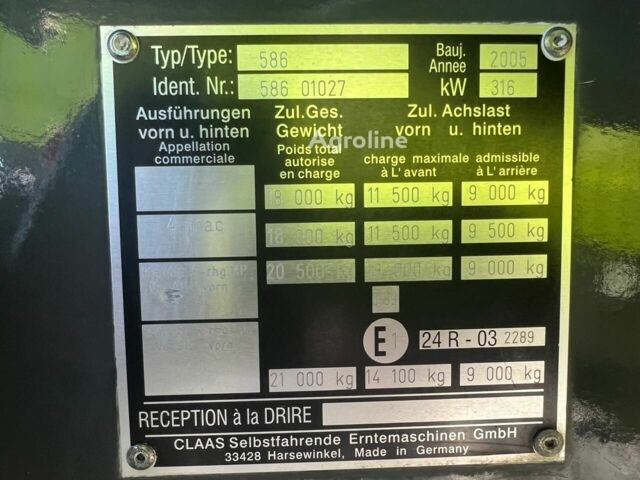 Typ/Type: 586 Bauj. Annee 2005
Ident. Nr.: 586 01027 kW 316
Ausführungen vorn u. hinten
Appellation commerciale
Zul.Ges. Gewicht
Poids total autorise en charge
Zul. Achslast vorn u. hinten
charge maximale admissible
à L'avant à L'arrière
Agroline
18 000 kg 11 500 kg 9 000 kg
18 000 kg 11 500 kg 9 500 kg
20 500 kg 9 000 kg
E1 24 R - 03 2289
21 000 kg 14 100 kg 9 000 kg
RECEPTION à la DRIRE
CLAAS Selbstfahrende Erntemaschinen GmbH
33428 Harsewinkel, Made in Germany